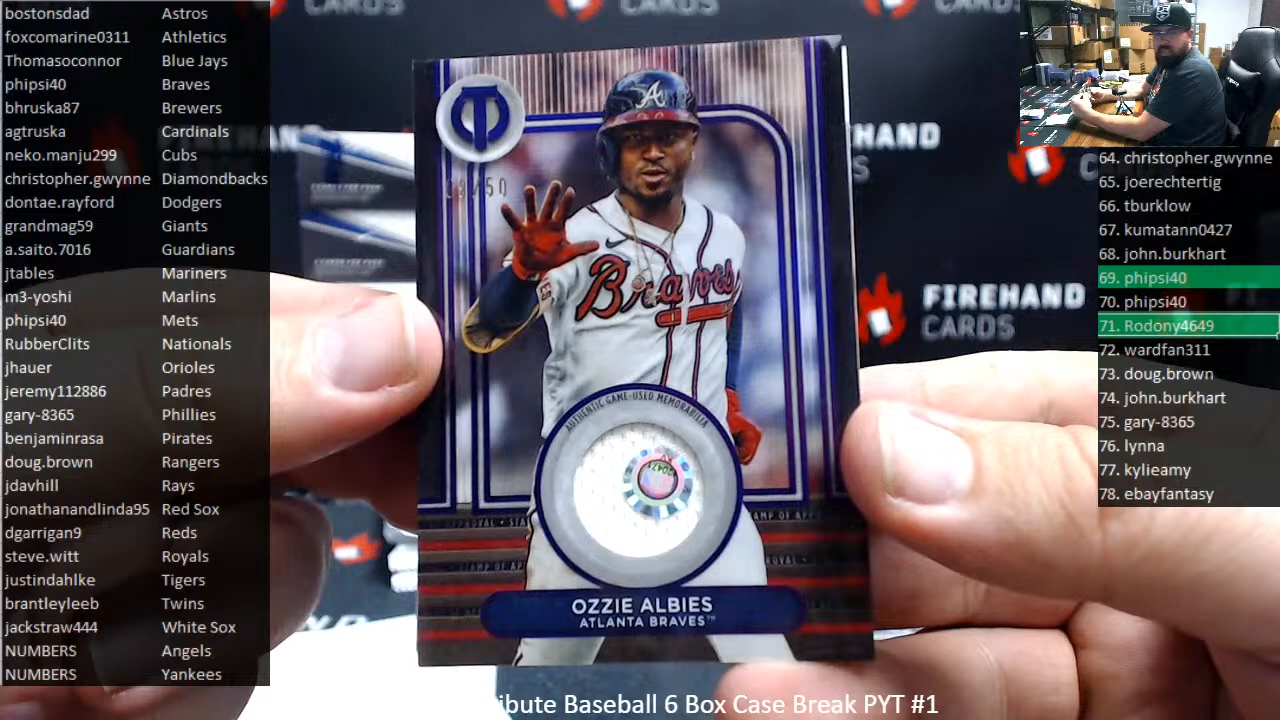 bostonsdad Astros
foxcomarine0311 Athletics
Thomasoconnor Blue Jays
phipsi40 Braves
bhruska87 Brewers
agtruska Cardinals
neko.manju299 Cubs
christopher.gwynne Diamondbacks
dontae.rayford Dodgers
grandmag59 Giants
a.saito.7016 Guardians
jtables Mariners
m3-yoshi Marlins
phipsi40 Mets
RubberClits Nationals
jhauer Orioles
jeremy112886 Padres
gary-8365 Phillies
benjaminrasa Pirates
doug.brown Rangers
jdavhill Rays
jonathanandlinda95 Red Sox
dgarrigan9 Reds
steve.witt Royals
justindahlke Tigers
brantleyleeb Twins
jackstraw444 White Sox
NUMBERS Angels
NUMBERS Yankees
CARDS
/50
A
Braves
AUTHENTIC GAME-USED MEMORABILIA
OZZIE ALBIES
ATLANTA BRAVES™
FIREHAND
CARDS
64. christopher.gwynne
65. joerechtertig
66. tburklow
67. kumatann0427
68. john.burkhart
69. phipsi40
70. phipsi40
71. Rodony4649
72. wardfan311
73. doug.brown
74. john.burkhart
75. gary-8365
76. lynna
77. kylieamy
78. ebayfantasy
ibute Baseball 6 Box Case Break PYT #1